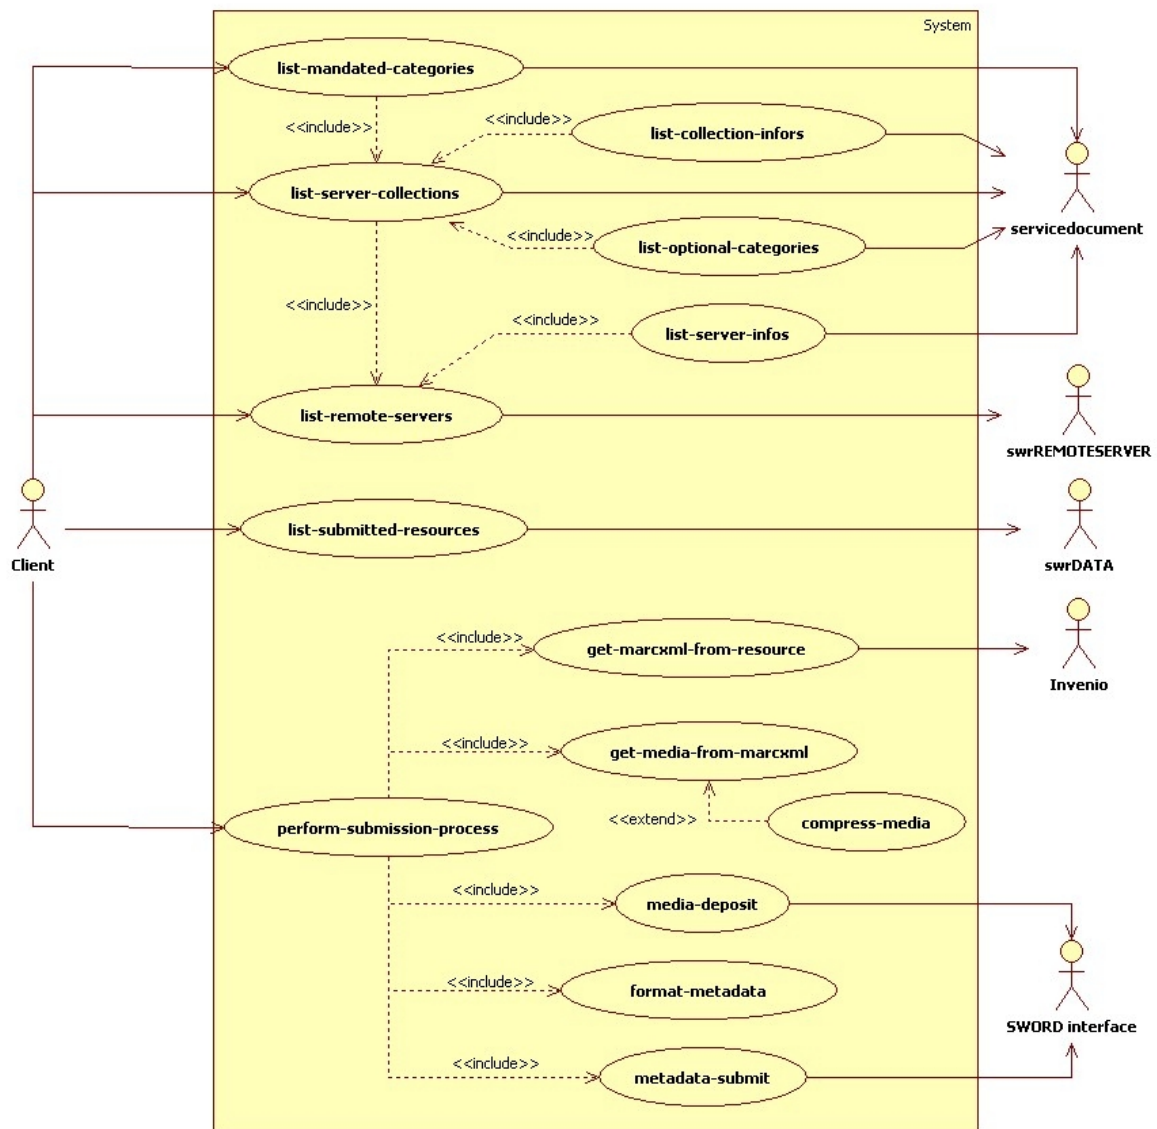 System
list-mandated-categories
<<include>>
<<include>>
list-collection-infors
list-server-collections
<<include>>
list-optional-categories
servicedocument
<<include>>
<<include>>
list-server-infos
list-remote-servers
swrREMOTESERVER
list-submitted-resources
Client
swrDATA
<<include>>
get-marcxml-from-resource
Invenio
<<include>>
get-media-from-marcxml
<<extend>>
compress-media
perform-submission-process
<<include>>
media-deposit
<<include>>
format-metadata
SWORD interface
<<include>>
metadata-submit